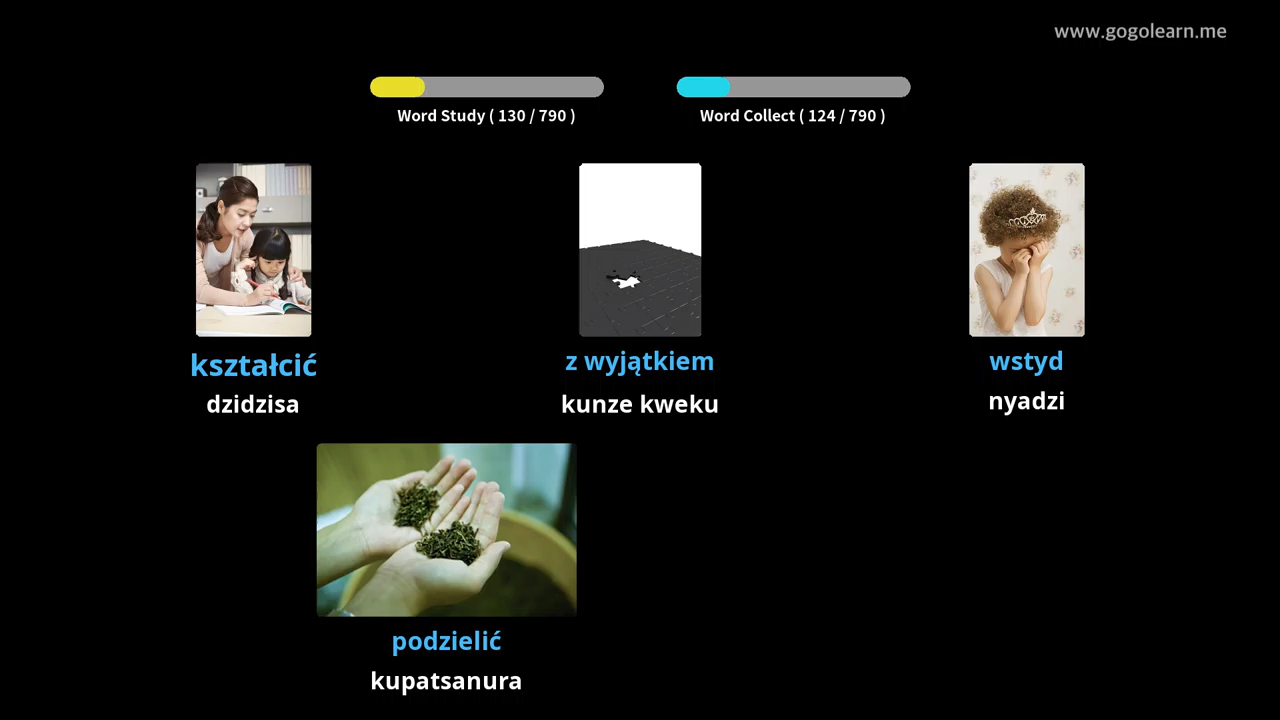 www.gogolearn.me
Word Study ( 130 / 790 )
Word Collect ( 124 / 790 )
kształcić
dzidzisa
z wyjątkiem
kunze kweku
wstyd
nyadzi
podzielić
kupatsanura